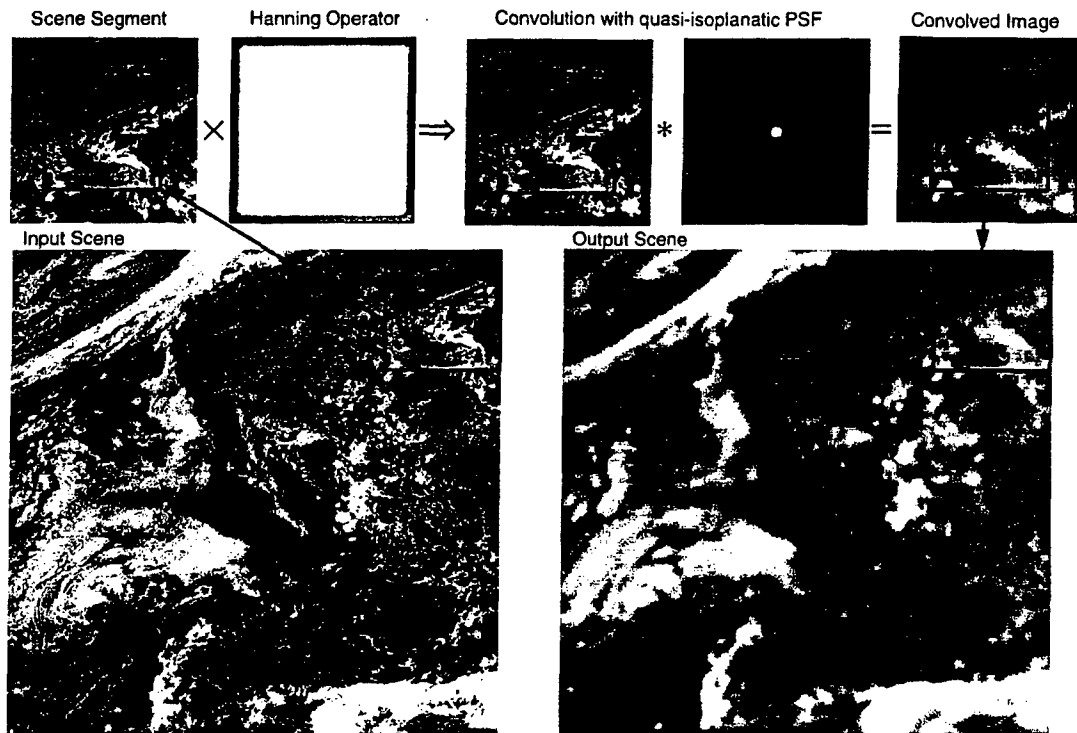 Scene Segment
Hanning Operator
Convolution with quasi-isoplanatic PSF
Convolved Image
× ⇒ * =
Input Scene
Output Scene